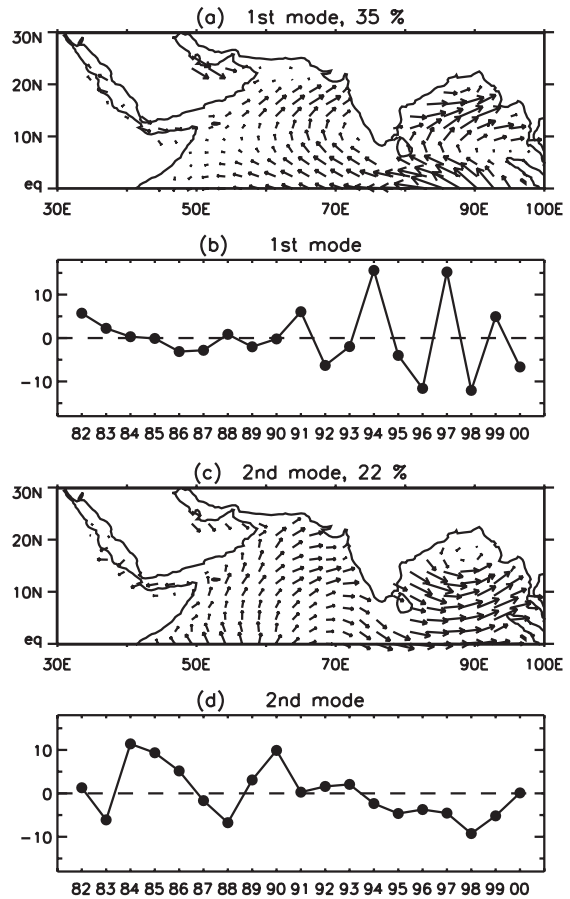 (a) 1st mode, 35 %
30N
20N
10N
eq
30E 50E 70E 90E 100E
(b) 1st mode
10
0
−10
82 83 84 85 86 87 88 89 90 91 92 93 94 95 96 97 98 99 00
(c) 2nd mode, 22 %
30N
20N
10N
eq
30E 50E 70E 90E 100E
(d) 2nd mode
10
0
−10
82 83 84 85 86 87 88 89 90 91 92 93 94 95 96 97 98 99 00